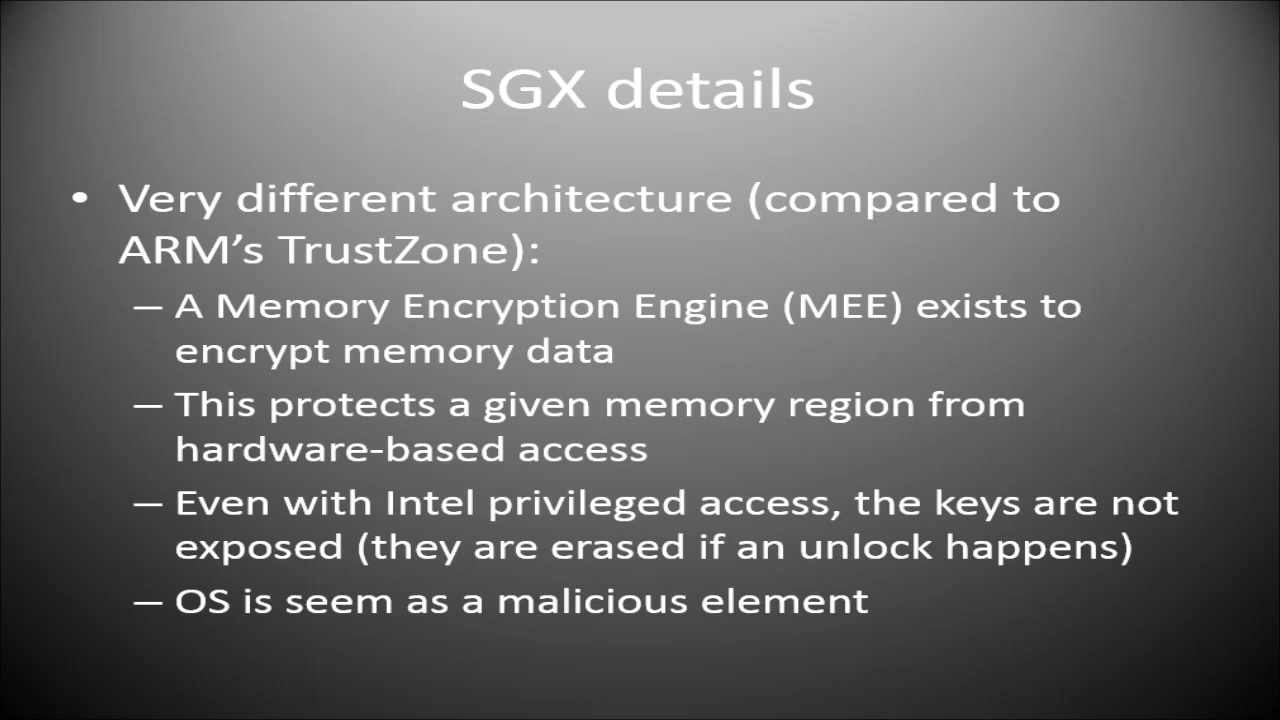 SGX details
• Very different architecture (compared to
ARM’s TrustZone):
– A Memory Encryption Engine (MEE) exists to
encrypt memory data
– This protects a given memory region from
hardware-based access
– Even with Intel privileged access, the keys are not
exposed (they are erased if an unlock happens)
– OS is seem as a malicious element